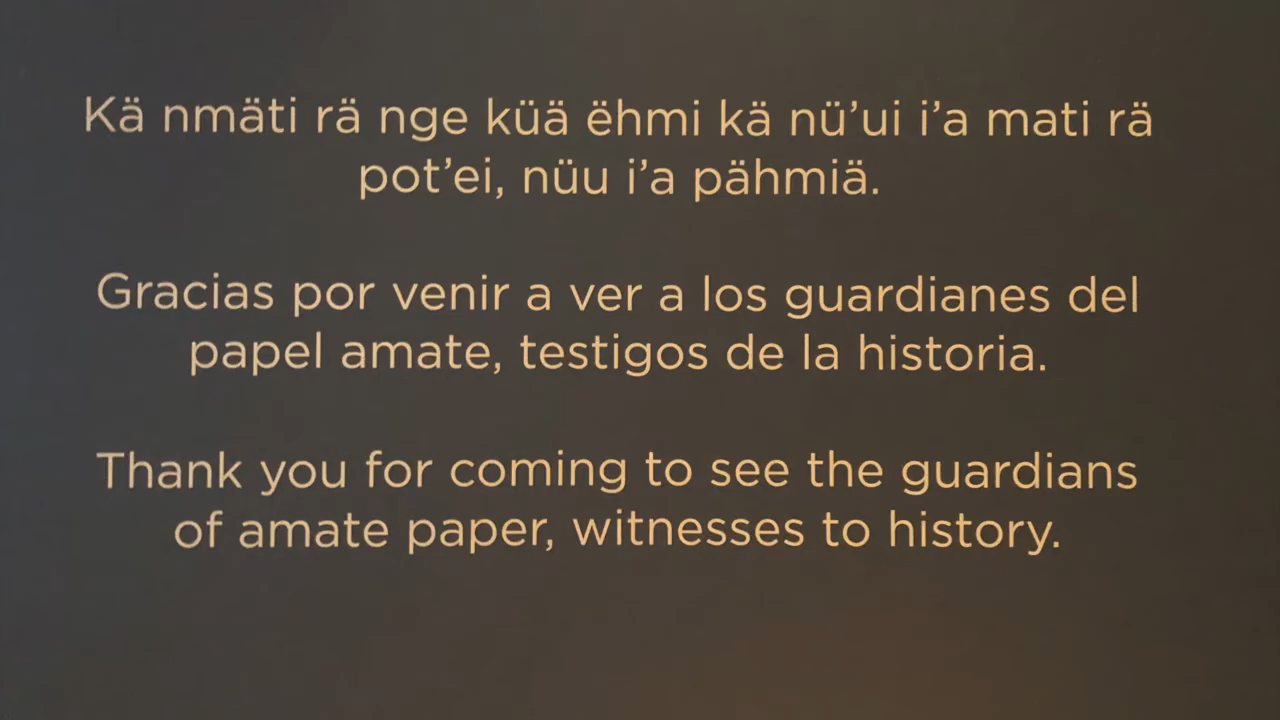 Kä nmäti rä nge küä ëhmi kä nü’ui i’a mati rä
pot’ei, nüu i’a pähmiä.
Gracias por venir a ver a los guardianes del
papel amate, testigos de la historia.
Thank you for coming to see the guardians
of amate paper, witnesses to history.